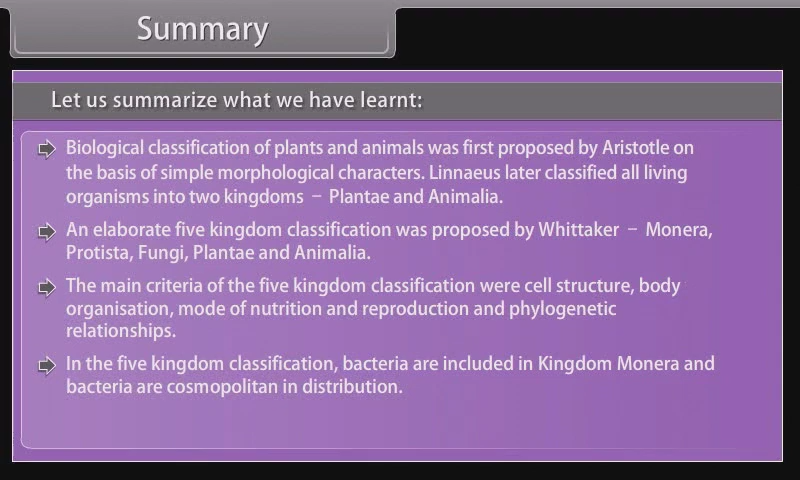 Summary
Let us summarize what we have learnt:
Biological classification of plants and animals was first proposed by Aristotle on
the basis of simple morphological characters. Linnaeus later classified all living
organisms into two kingdoms – Plantae and Animalia.
An elaborate five kingdom classification was proposed by Whittaker – Monera,
Protista, Fungi, Plantae and Animalia.
The main criteria of the five kingdom classification were cell structure, body
organisation, mode of nutrition and reproduction and phylogenetic
relationships.
In the five kingdom classification, bacteria are included in Kingdom Monera and
bacteria are cosmopolitan in distribution.